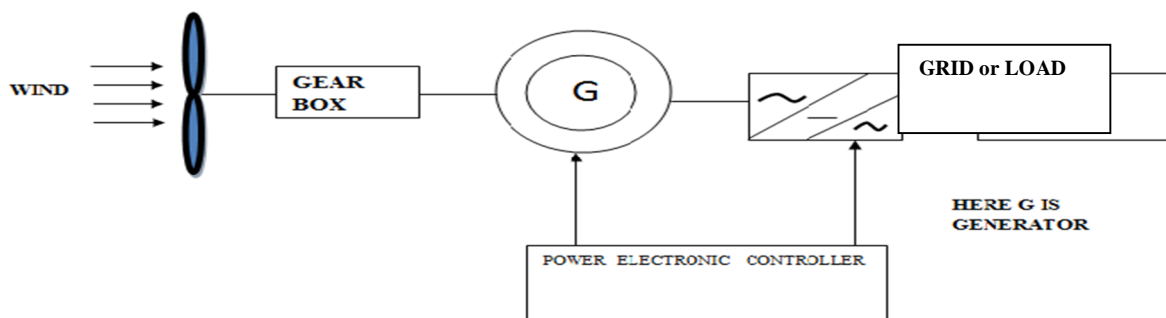 WIND
GEAR
BOX
G
GRID or LOAD
HERE G IS
GENERATOR
POWER ELECTRONIC CONTROLLER